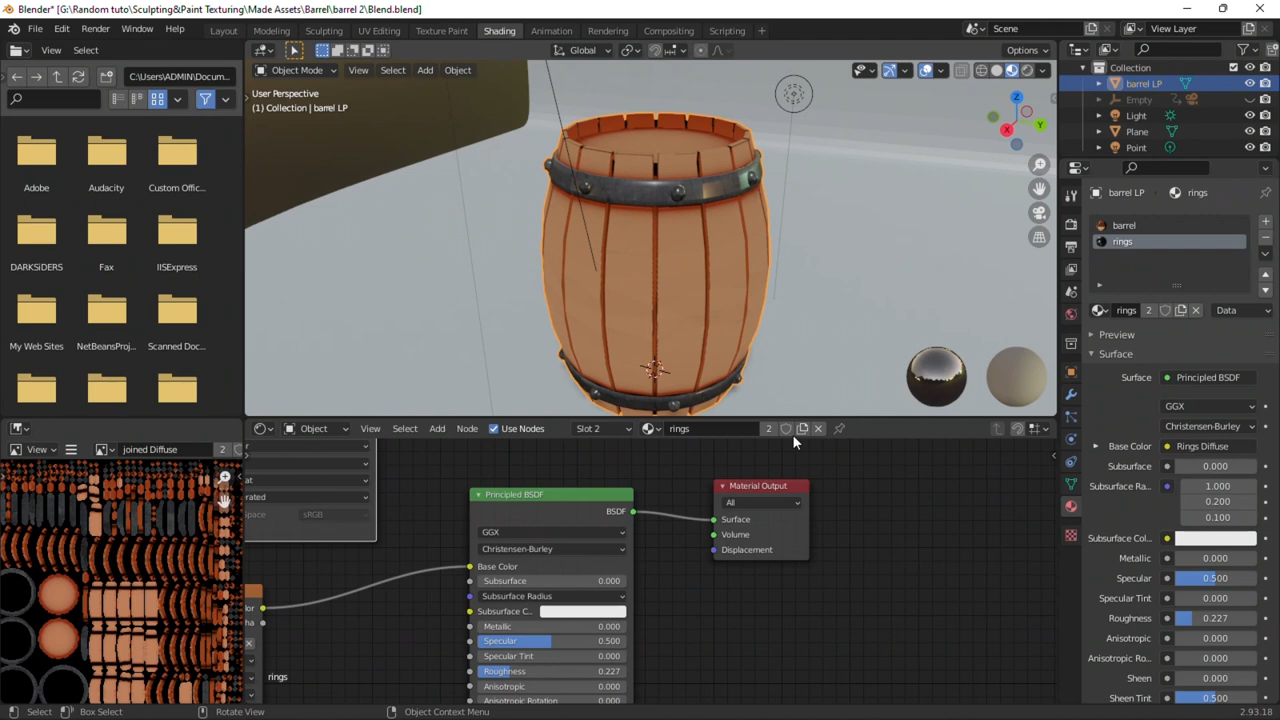 Blender* [G:\Random tuto\Sculpting&Paint Texturing\Made Assets\Barrel\barrel 2\Blend.blend]
File Edit Render Window Help
Layout Modeling Sculpting UV Editing Texture Paint Shading Animation Rendering Compositing Scripting +
Scene
View Layer
View Select
Global
Options
C:\Users\ADMIN\Docum...
Object Mode View Select Add Object
User Perspective
(1) Collection | barrel LP
Z
Y
X
Collection
barrel LP
Empty
Light
Plane
Point
barrel LP
rings
barrel
rings
rings 2
Data
Preview
Surface
Surface Principled BSDF
GGX
Christensen-Burley
Base Color Rings Diffuse
Subsurface 0.000
Subsurface Ra... 1.000
0.200
0.100
Subsurface Col...
Metallic 0.000
Specular 0.500
Specular Tint 0.000
Roughness 0.227
Anisotropic 0.000
Anisotropic Ro... 0.000
Sheen 0.000
Sheen Tint 0.500
Adobe Audacity Custom Offic...
DARKSiDERS Fax IISExpress
My Web Sites NetBeansProj... Scanned Doc...
View
joined Diffuse 2
Object View Select Add Node Use Nodes Slot 2 rings 2
at
erated
Space sRGB
Principled BSDF
BSDF
GGX
Christensen-Burley
Base Color
Subsurface 0.000
Subsurface Radius
Subsurface C...
Metallic 0.000
Specular 0.500
Specular Tint 0.000
Roughness 0.227
Anisotropic 0.000
Anisotropic Rotation 0.000
Material Output
All
Surface
Volume
Displacement
lor
ha
rings
Select Box Select Rotate View Object Context Menu
2.93.18